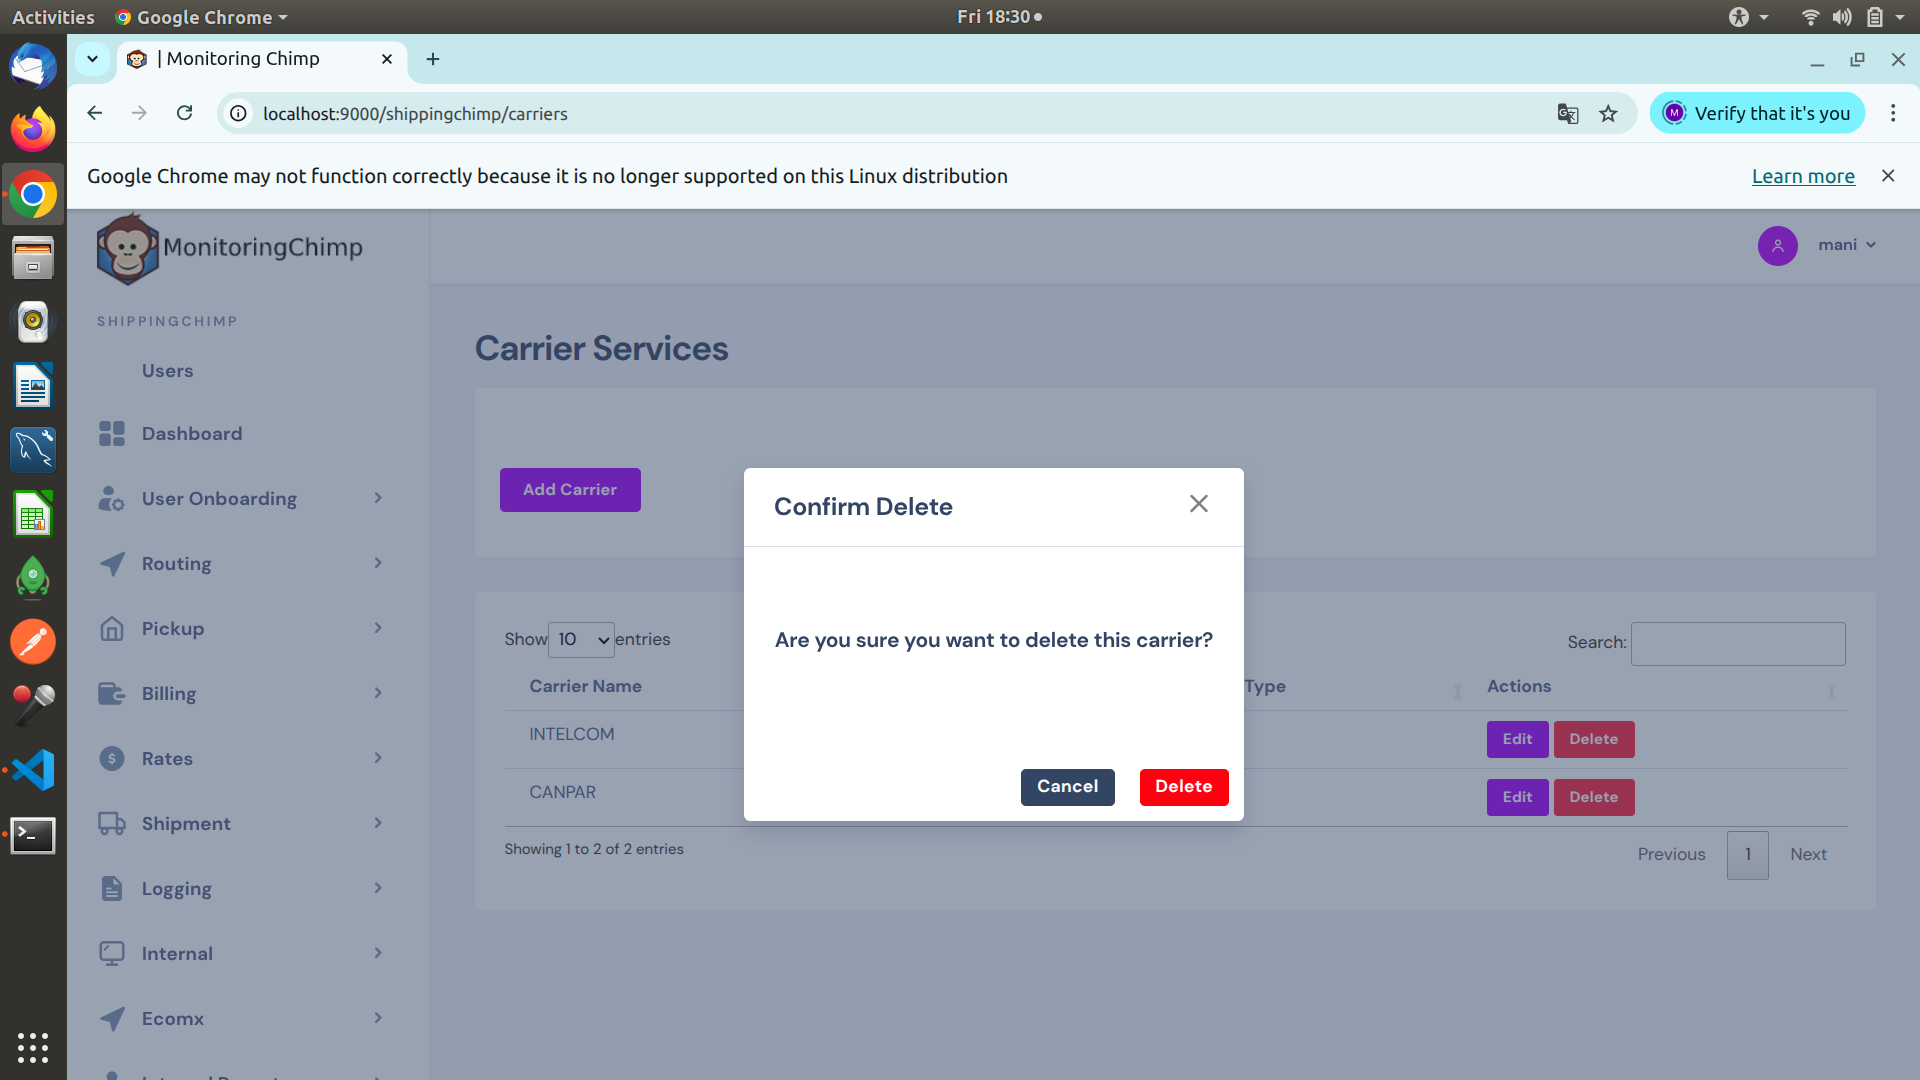 Activities
Google Chrome
Fri 18:30
| Monitoring Chimp
localhost:9000/shippingchimp/carriers
M
Verify that it's you
Google Chrome may not function correctly because it is no longer supported on this Linux distribution
Learn more
MonitoringChimp
mani
SHIPPINGCHIMP
Users
Dashboard
User Onboarding
Routing
Pickup
Billing
Rates
Shipment
Logging
Internal
Ecomx
Carrier Services
Add Carrier
Confirm Delete
Are you sure you want to delete this carrier?
Cancel
Delete
Show 10 entries
Search:
Carrier Name
Type
Actions
INTELCOM
Edit
Delete
CANPAR
Edit
Delete
Showing 1 to 2 of 2 entries
Previous
1
Next